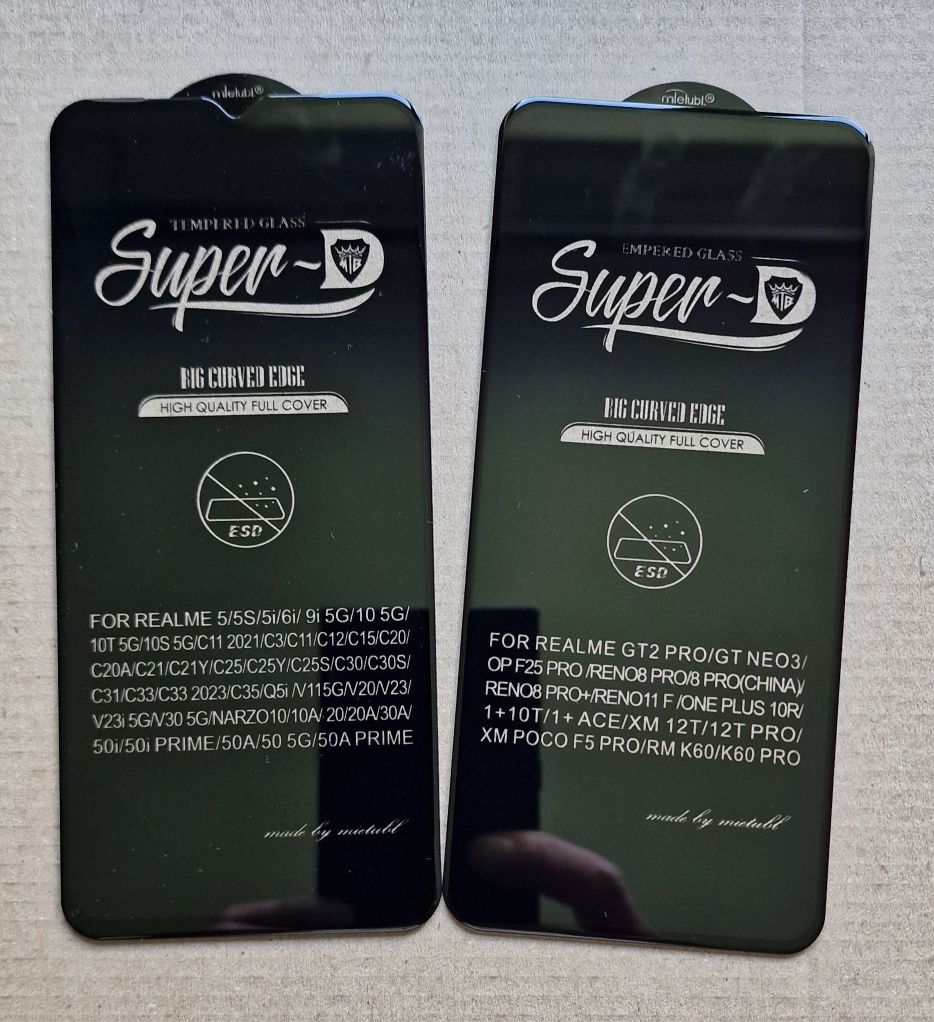 mietubl®
TEMPERED GLASS
Super-D
MTB
BIG CURVED EDGE
HIGH QUALITY FULL COVER
ESD
FOR REALME 5/5S/5i/6i/ 9i 5G/10 5G/
10T 5G/10S 5G/C11 2021/C3/C11/C12/C15/C20/
C20A/C21/C21Y/C25/C25Y/C25S/C30/C30S/
C31/C33/C33 2023/C35/Q5i /V115G/V20/V23/
V23i 5G/V30 5G/NARZO10/10A/ 20/20A/30A/
50i/50i PRIME/50A/50 5G/50A PRIME
made by mietubl
mietubl®
EMPERED GLASS
Super-D
MTB
BIG CURVED EDGE
HIGH QUALITY FULL COVER
ESD
FOR REALME GT2 PRO/GT NEO3/
OP F25 PRO /RENO8 PRO/8 PRO(CHINA)/
RENO8 PRO+/RENO11 F /ONE PLUS 10R/
1+10T/1+ ACE/XM 12T/12T PRO/
XM POCO F5 PRO/RM K60/K60 PRO
made by mietubl